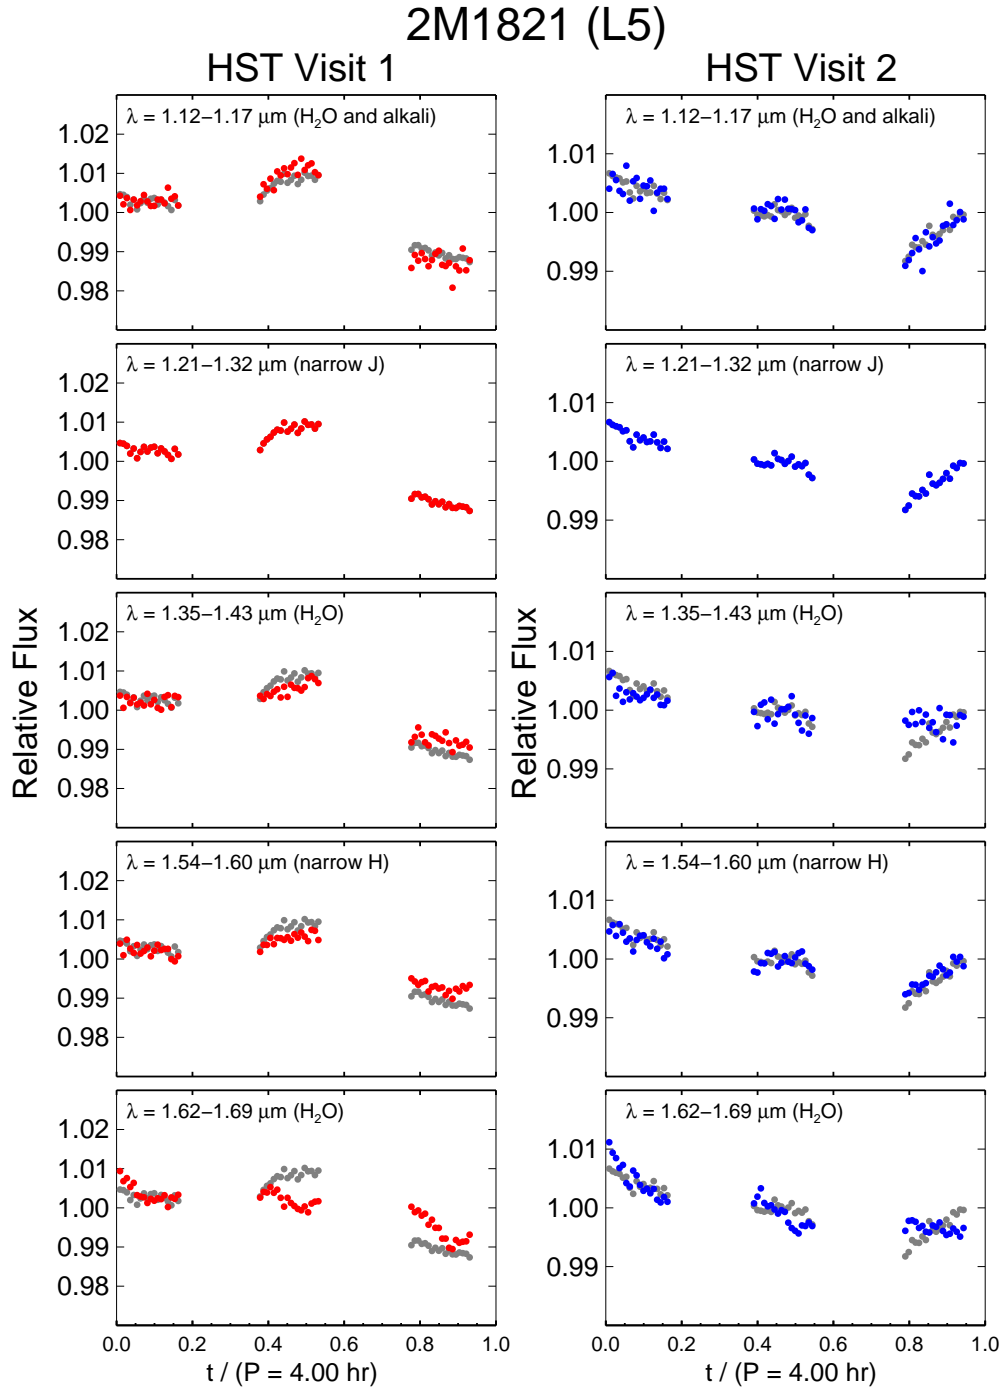 2M1821 (L5)
HST Visit 1
HST Visit 2
λ = 1.12−1.17 μm (H₂O and alkali)
1.02
1.01
1.00
0.99
0.98
λ = 1.12−1.17 μm (H₂O and alkali)
1.01
1.00
0.99
λ = 1.21−1.32 μm (narrow J)
1.02
1.01
1.00
0.99
0.98
λ = 1.21−1.32 μm (narrow J)
1.01
1.00
0.99
Relative Flux
λ = 1.35−1.43 μm (H₂O)
1.02
1.01
1.00
0.99
0.98
Relative Flux
λ = 1.35−1.43 μm (H₂O)
1.01
1.00
0.99
λ = 1.54−1.60 μm (narrow H)
1.02
1.01
1.00
0.99
0.98
λ = 1.54−1.60 μm (narrow H)
1.01
1.00
0.99
λ = 1.62−1.69 μm (H₂O)
1.02
1.01
1.00
0.99
0.98
λ = 1.62−1.69 μm (H₂O)
1.01
1.00
0.99
0.0 0.2 0.4 0.6 0.8 1.0
t / (P = 4.00 hr)
0.0 0.2 0.4 0.6 0.8 1.0
t / (P = 4.00 hr)